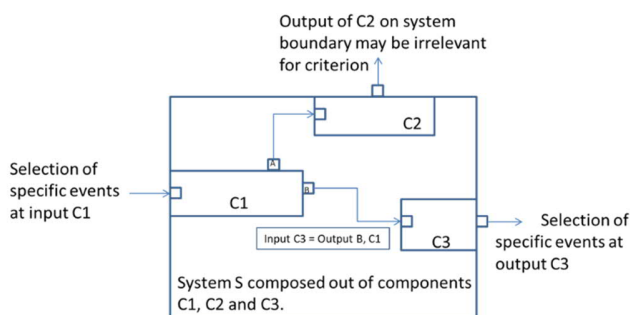 Output of C2 on system
boundary may be irrelevant
for criterion
C2
A
Selection of
specific events
at input C1
C1
B
Input C3 = Output B, C1
C3
Selection of
specific events at
output C3
System S composed out of components
C1, C2 and C3.